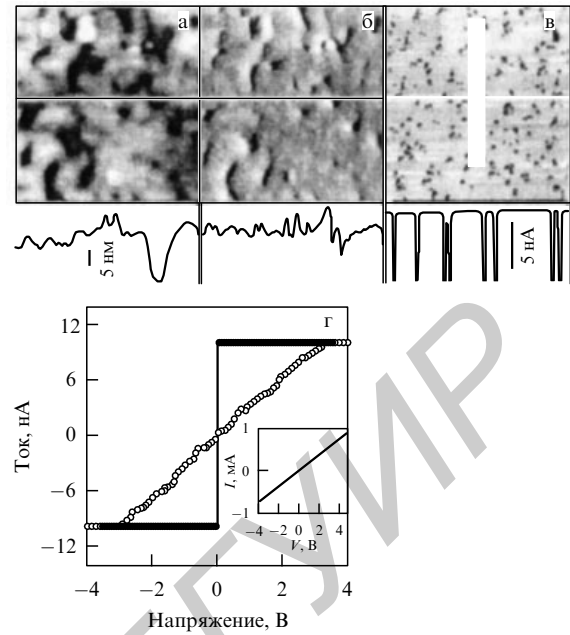 а б в
5 нм
5 нА
г
12
6
0
−6
−12
Ток, нА
−4 −2 0 2 4
Напряжение, В
1
0
−1
I, мА
−4 −2 0 2 4
V, В
БГУИР